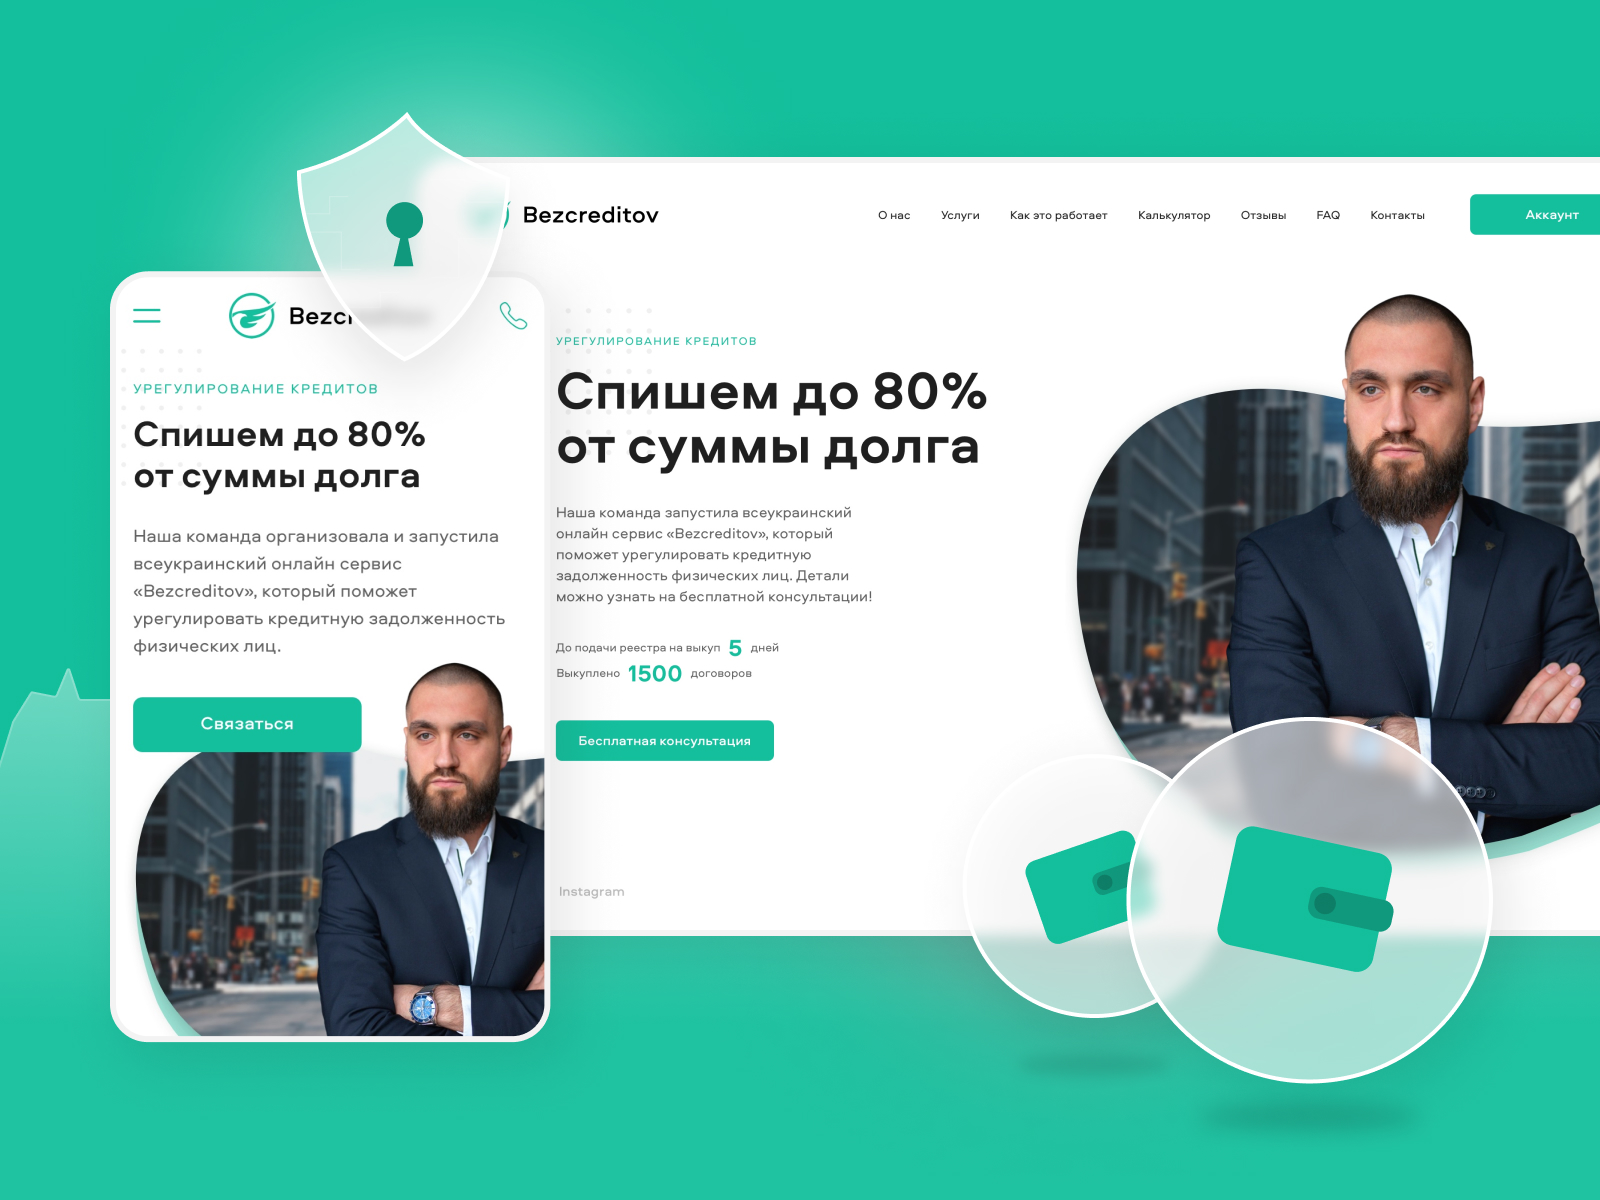 Bezcreditov
О нас
Услуги
Как это работает
Калькулятор
Отзывы
FAQ
Контакты
Аккаунт
УРЕГУЛИРОВАНИЕ КРЕДИТОВ
Спишем до 80%
от суммы долга
Наша команда запустила всеукраинский
онлайн сервис «Bezcreditov», который
поможет урегулировать кредитную
задолженность физических лиц. Детали
можно узнать на бесплатной консультации!
До подачи реестра на выкуп 5 дней
Выкуплено 1500 договоров
Бесплатная консультация
Instagram
УРЕГУЛИРОВАНИЕ КРЕДИТОВ
Спишем до 80%
от суммы долга
Наша команда организовала и запустила
всеукраинский онлайн сервис
«Bezcreditov», который поможет
урегулировать кредитную задолженность
физических лиц.
Связаться